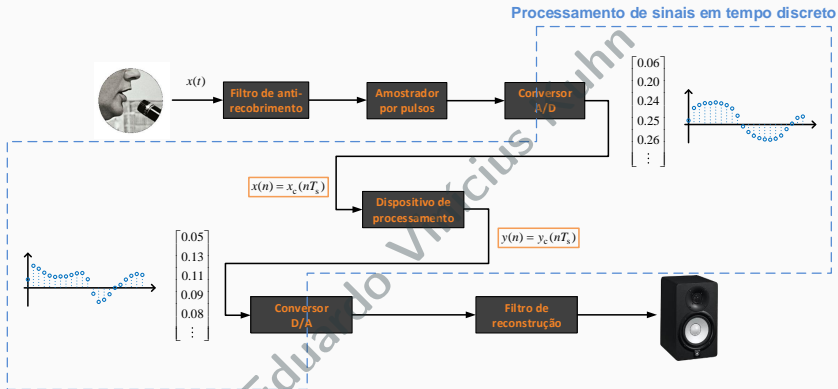 Processamento de sinais em tempo discreto
x(t)
Filtro de anti-
recobrimento
Amostrador
por pulsos
Conversor
A/D
0.06
0.20
0.24
0.25
0.26
⋮
x(n) = x_c(nT_s)
Dispositivo de
processamento
y(n) = y_c(nT_s)
0.05
0.13
0.11
0.09
0.08
⋮
Conversor
D/A
Filtro de
reconstrução
Eduardo Vinícius Kuhn